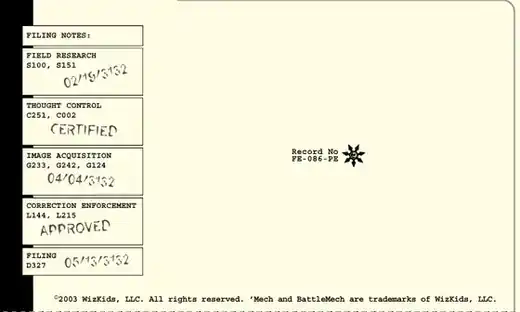 FILING NOTES:
FIELD RESEARCH
S100, S151
02/19/3132
THOUGHT CONTROL
C251, C002
CERTIFIED
IMAGE ACQUISITION
G233, G242, G124
04/04/3132
CORRECTION ENFORCEMENT
L144, L215
APPROVED
FILING
D327 05/13/3132
Record No
FE-086-PE
©2003 WizKids, LLC. All rights reserved. ‘Mech and BattleMech are trademarks of WizKids, LLC.